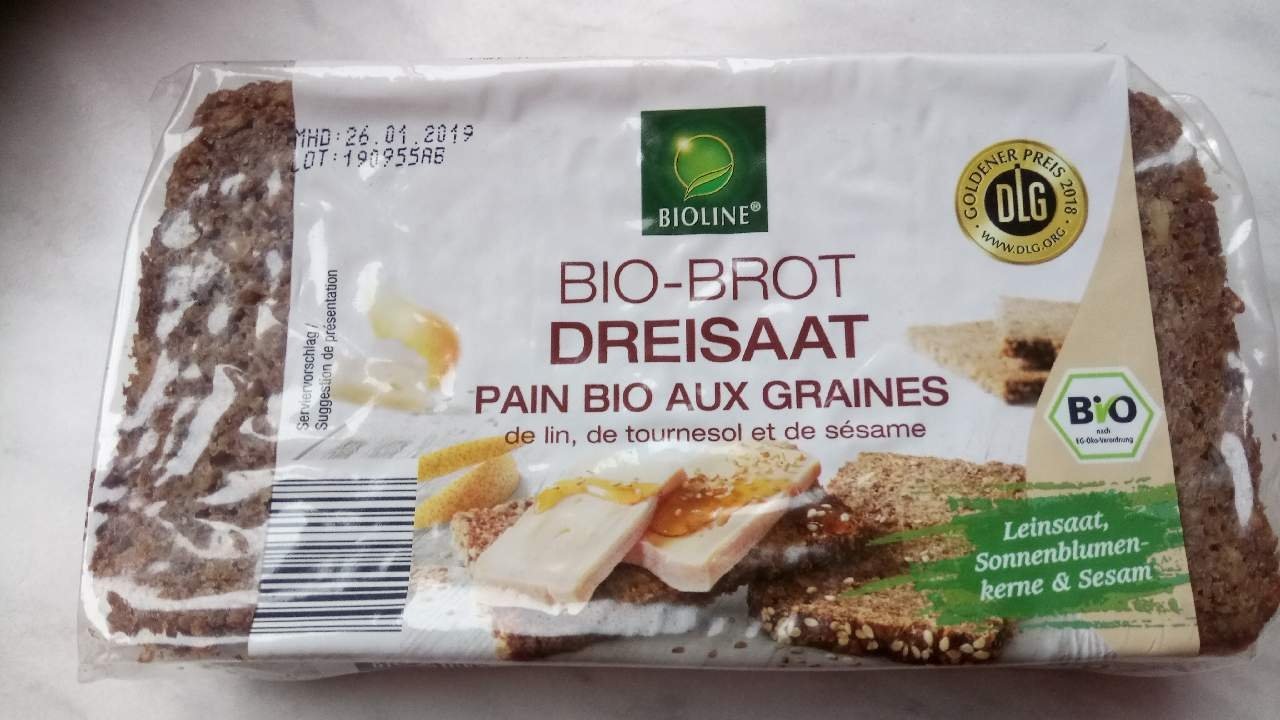 MHD:26.01.2019
LOT:190955AB
BIOLINE®
GOLDENER PREIS 2018
DLG
WWW.DLG.ORG
BIO-BROT
DREISAAT
PAIN BIO AUX GRAINES
de lin, de tournesol et de sésame
Serviervorschlag /
Suggestion de présentation
BIO
nach
EG-Öko-Verordnung
Leinsaat,
Sonnenblumen-
kerne & Sesam